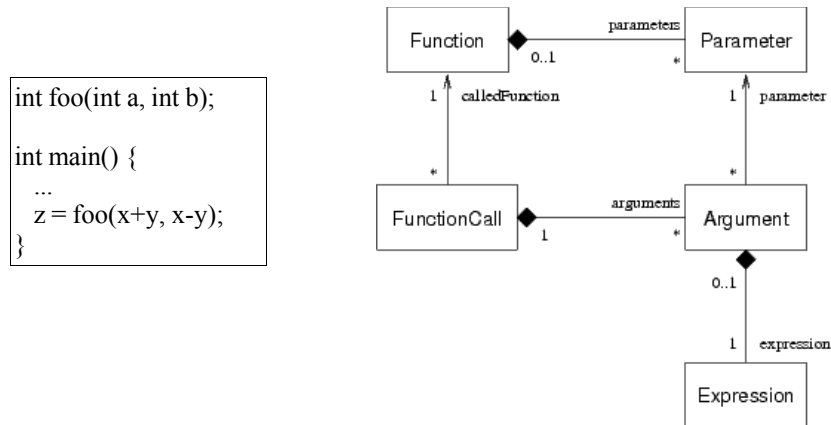 int foo(int a, int b);
int main() {
...
z = foo(x+y, x-y);
}
Function
parameters
0..1
*
Parameter
1
calledFunction
*
1
parameter
*
FunctionCall
arguments
1
*
Argument
0..1
1
expression
Expression